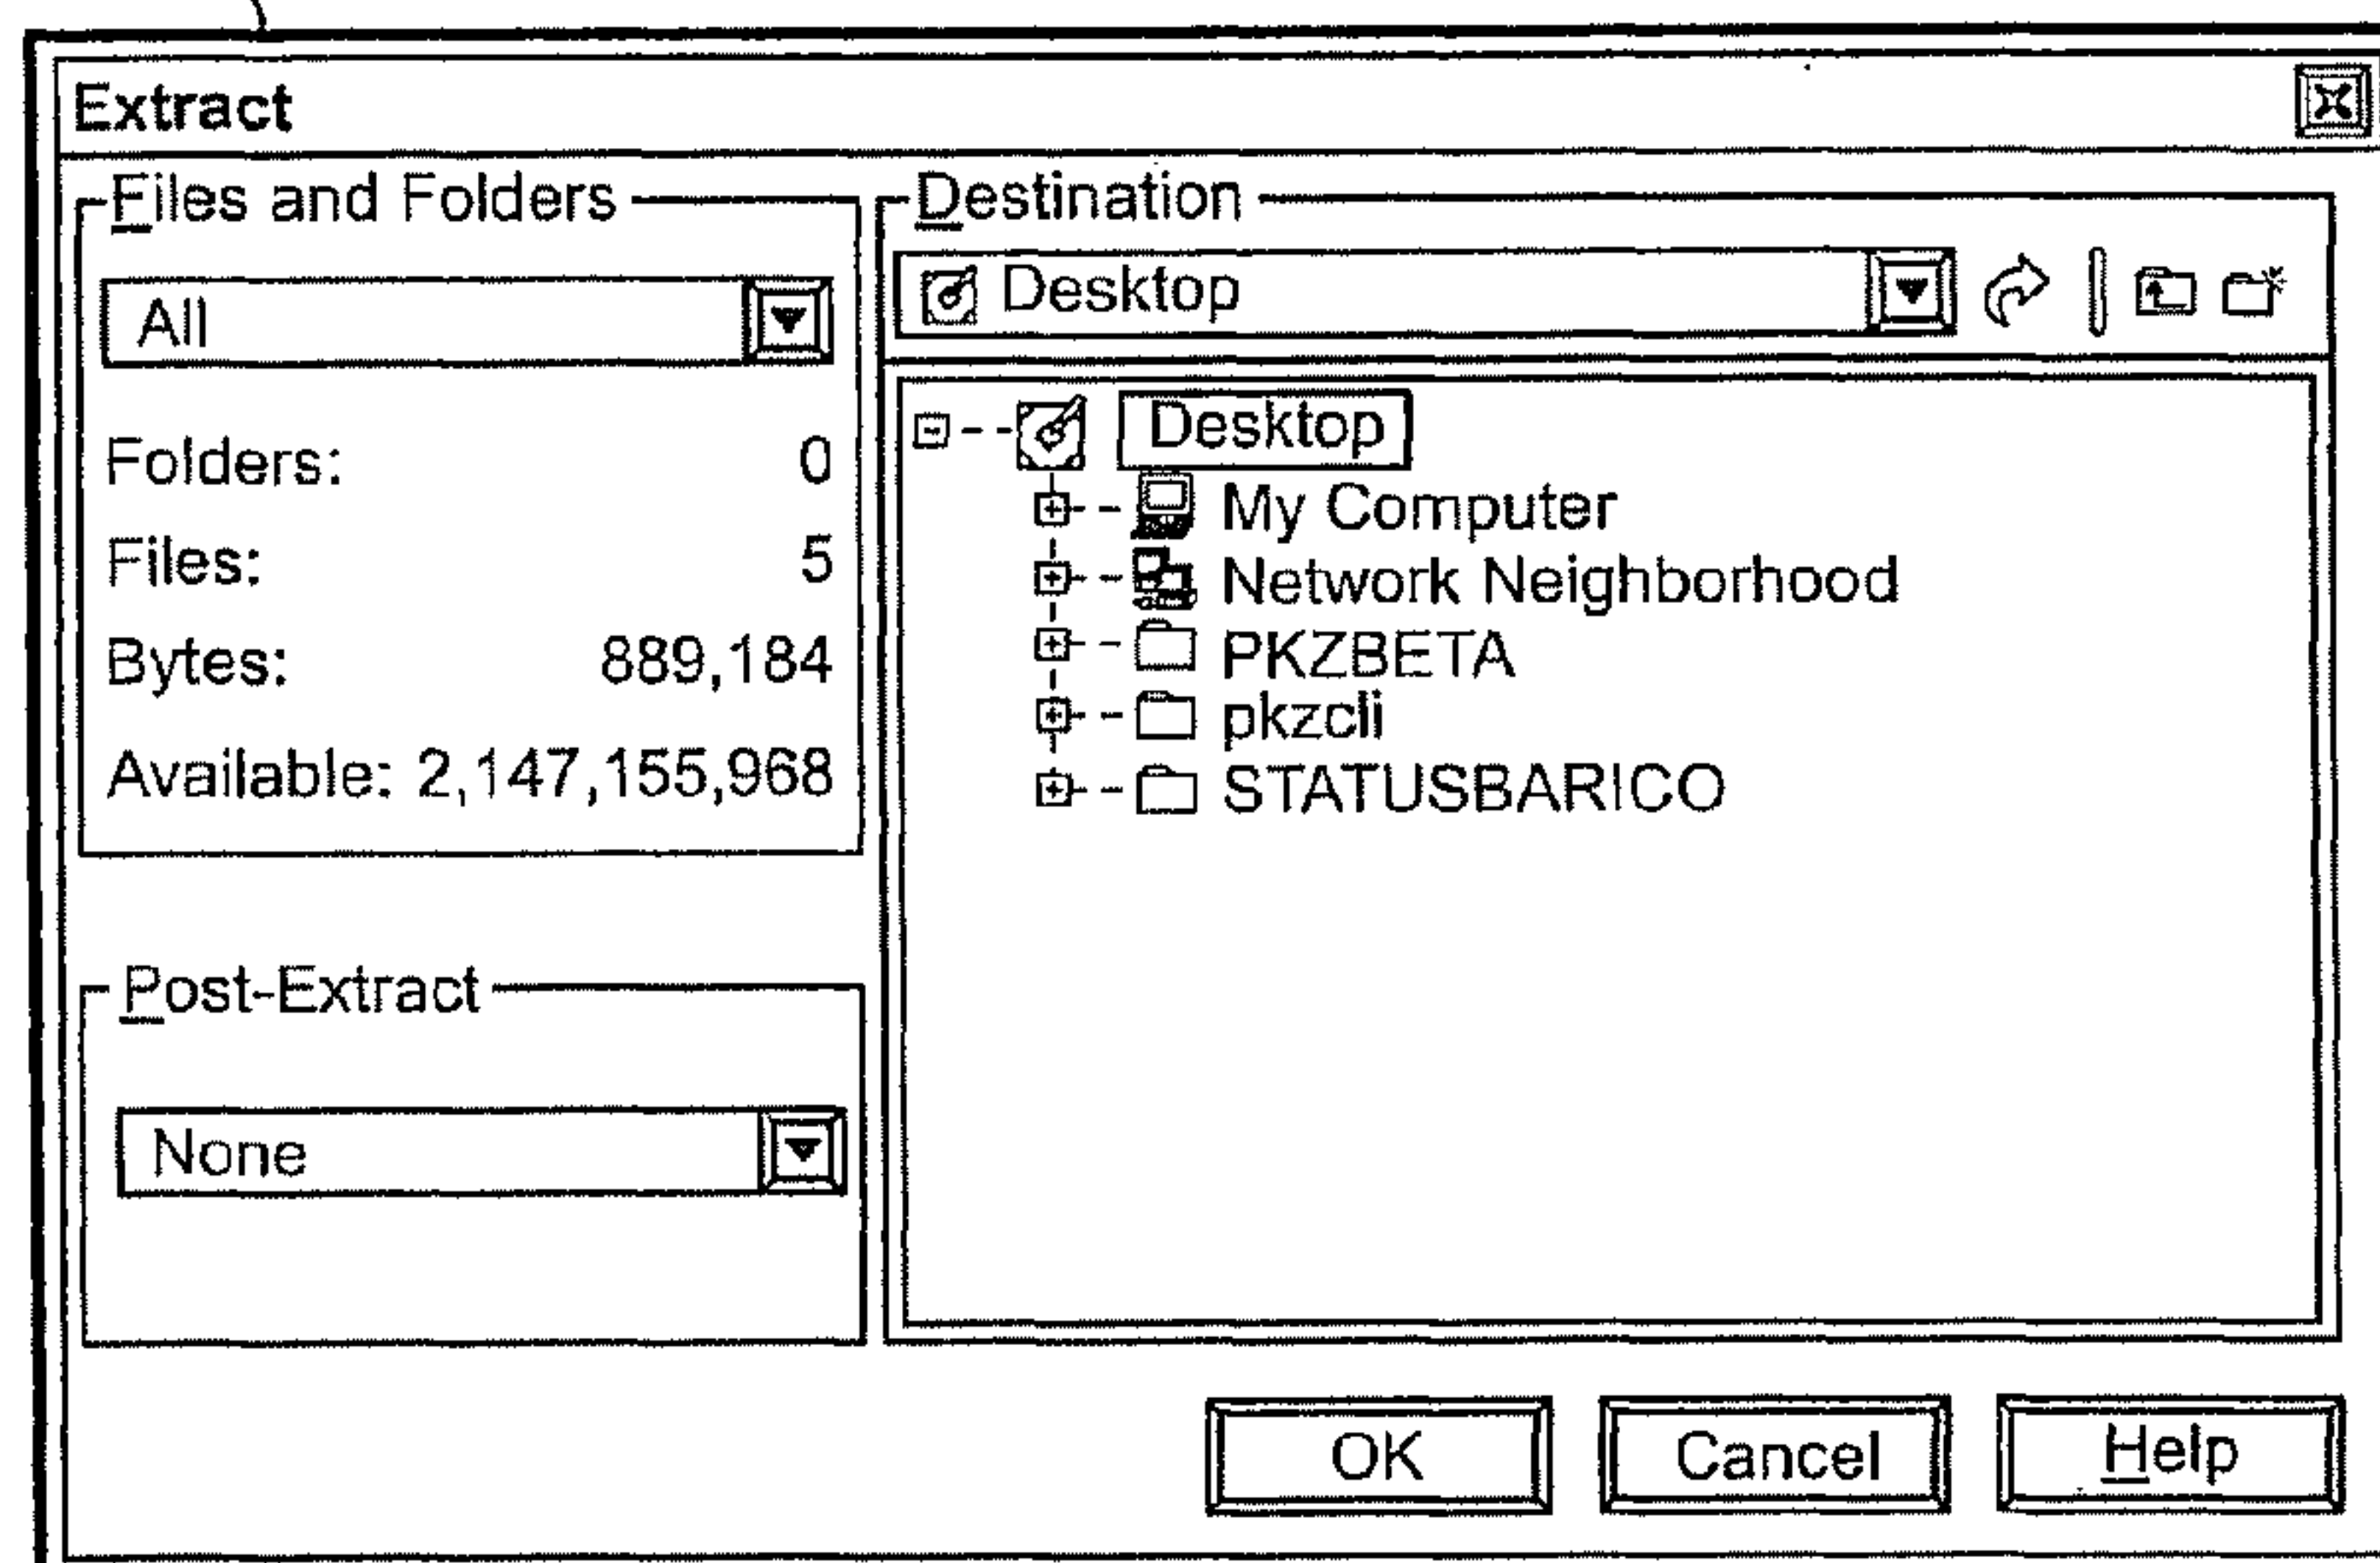 Extract
Files and Folders
All
Folders: 0
Files: 5
Bytes: 889,184
Available: 2,147,155,968
Post-Extract
None
Destination
Desktop
Desktop
My Computer
Network Neighborhood
PKZBETA
pkzcli
STATUSBARICO
OK Cancel Help